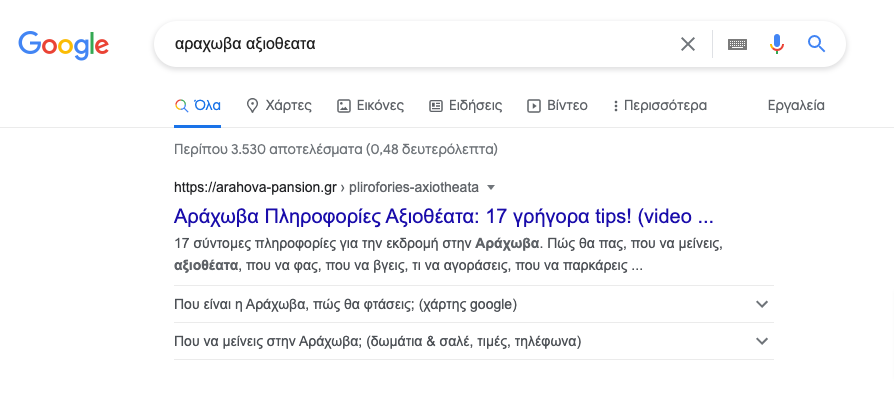 Google
αραχωβα αξιοθεατα
Όλα Χάρτες Εικόνες Ειδήσεις Βίντεο Περισσότερα Εργαλεία
Περίπου 3.530 αποτελέσματα (0,48 δευτερόλεπτα)
https://arahova-pansion.gr › plirofories-axiotheata
Αράχωβα Πληροφορίες Αξιοθέατα: 17 γρήγορα tips! (video ...
17 σύντομες πληροφορίες για την εκδρομή στην Αράχωβα. Πώς θα πας, που να μείνεις,
αξιοθέατα, που να φας, που να βγεις, τι να αγοράσεις, που να παρκάρεις ...
Που είναι η Αράχωβα, πώς θα φτάσεις; (χάρτης google)
Που να μείνεις στην Αράχωβα; (δωμάτια & σαλέ, τιμές, τηλέφωνα)